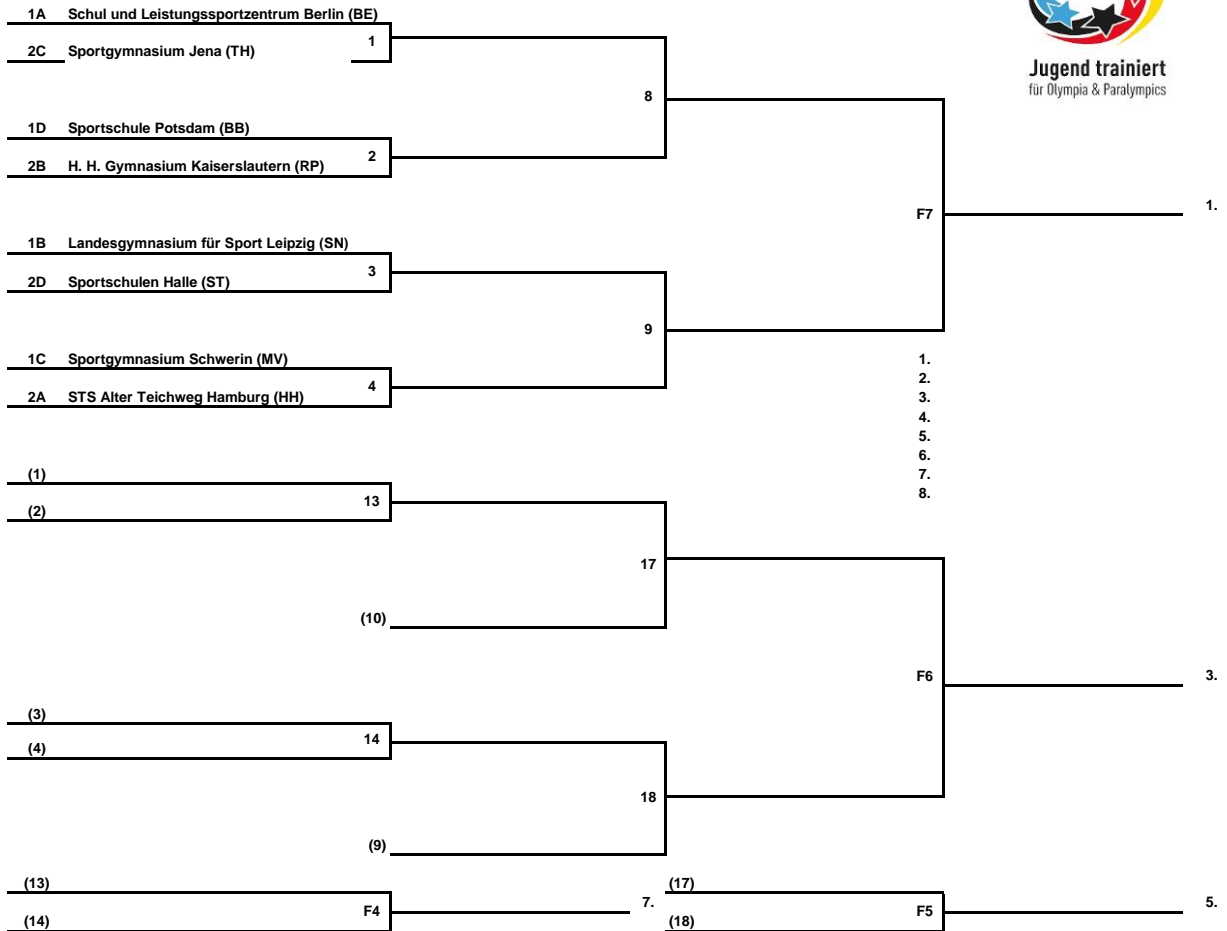 1A Schul und Leistungssportzentrum Berlin (BE)
1
2C Sportgymnasium Jena (TH)
Jugend trainiert
für Olympia & Paralympics
8
1D Sportschule Potsdam (BB)
2
2B H. H. Gymnasium Kaiserslautern (RP)
F7
1.
1B Landesgymnasium für Sport Leipzig (SN)
3
2D Sportschulen Halle (ST)
9
1C Sportgymnasium Schwerin (MV)
4
2A STS Alter Teichweg Hamburg (HH)
1.
2.
3.
4.
5.
6.
7.
8.
(1)
13
(2)
17
(10)
F6
3.
(3)
14
(4)
18
(9)
(13)
F4
7.
(14)
(17)
F5
5.
(18)